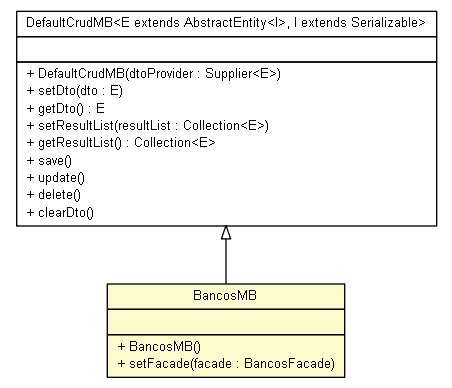 DefaultCrudMB<E extends AbstractEntity<I>, I extends Serializable>
+ DefaultCrudMB(dtoProvider : Supplier<E>)
+ setDto(dto : E)
+ getDto() : E
+ setResultList(resultList : Collection<E>)
+ getResultList() : Collection<E>
+ save()
+ update()
+ delete()
+ clearDto()
BancosMB
+ BancosMB()
+ setFacade(facade : BancosFacade)